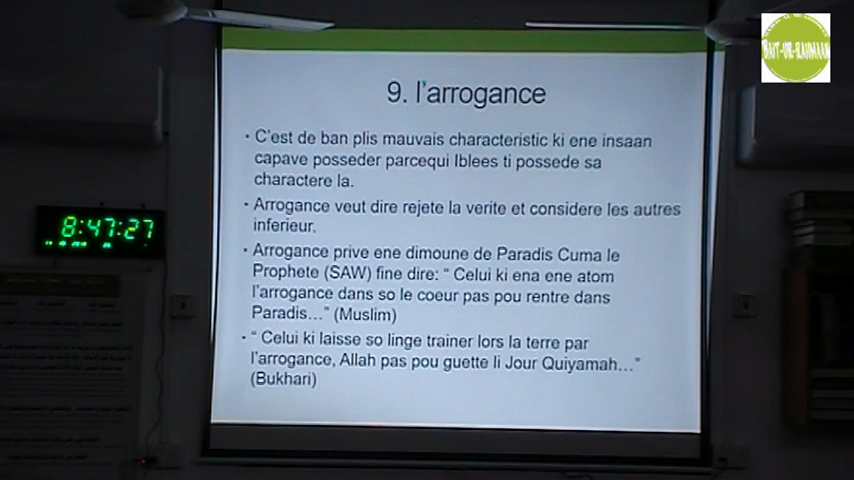 BAIT-UR-RAHMAAN
9. l'arrogance
• C'est de ban plis mauvais characteristic ki ene insaan
capave posseder parcequi Iblees ti possede sa
charactere la.
• Arrogance veut dire rejete la verite et considere les autres
inferieur.
• Arrogance prive ene dimoune de Paradis Cuma le
Prophete (SAW) fine dire: “ Celui ki ena ene atom
l'arrogance dans so le coeur pas pou rentre dans
Paradis…” (Muslim)
• “ Celui ki laisse so linge trainer lors la terre par
l'arrogance, Allah pas pou guette li Jour Quiyamah…”
(Bukhari)
8:47:27